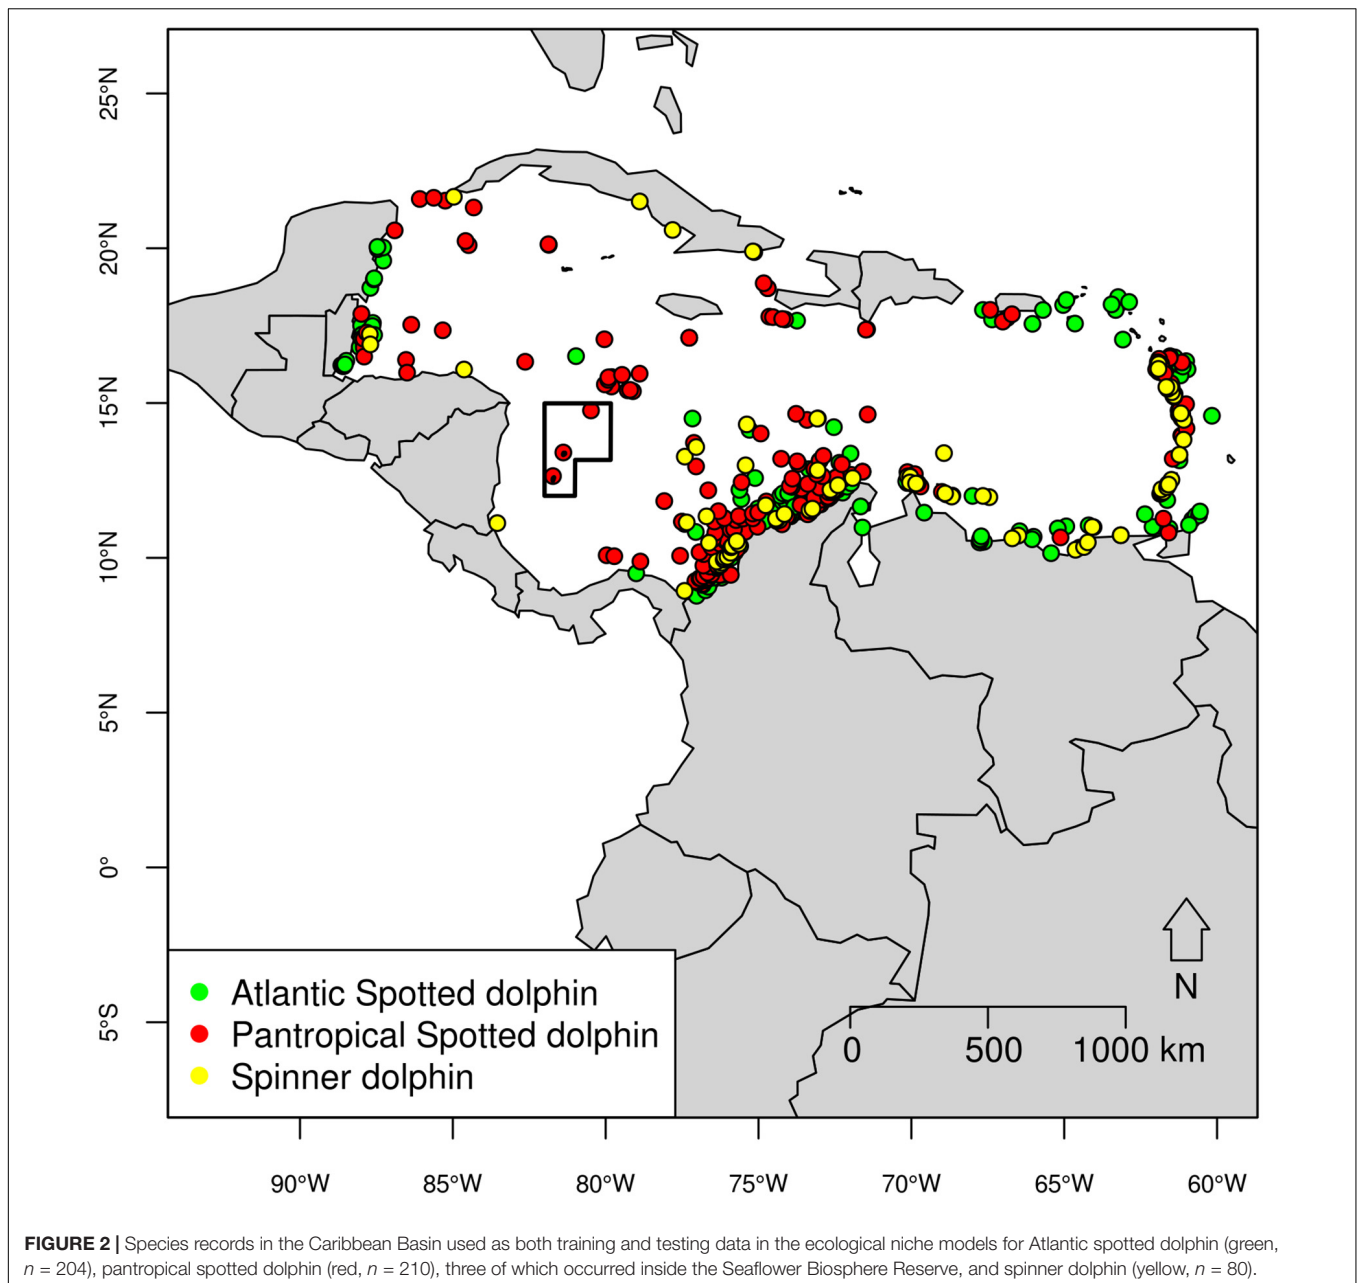 25°N
20°N
15°N
10°N
5°N
0°
5°S
Atlantic Spotted dolphin
Pantropical Spotted dolphin
Spinner dolphin
N
0 500 1000 km
90°W 85°W 80°W 75°W 70°W 65°W 60°W
FIGURE 2 | Species records in the Caribbean Basin used as both training and testing data in the ecological niche models for Atlantic spotted dolphin (green,
n = 204), pantropical spotted dolphin (red, n = 210), three of which occurred inside the Seaflower Biosphere Reserve, and spinner dolphin (yellow, n = 80).